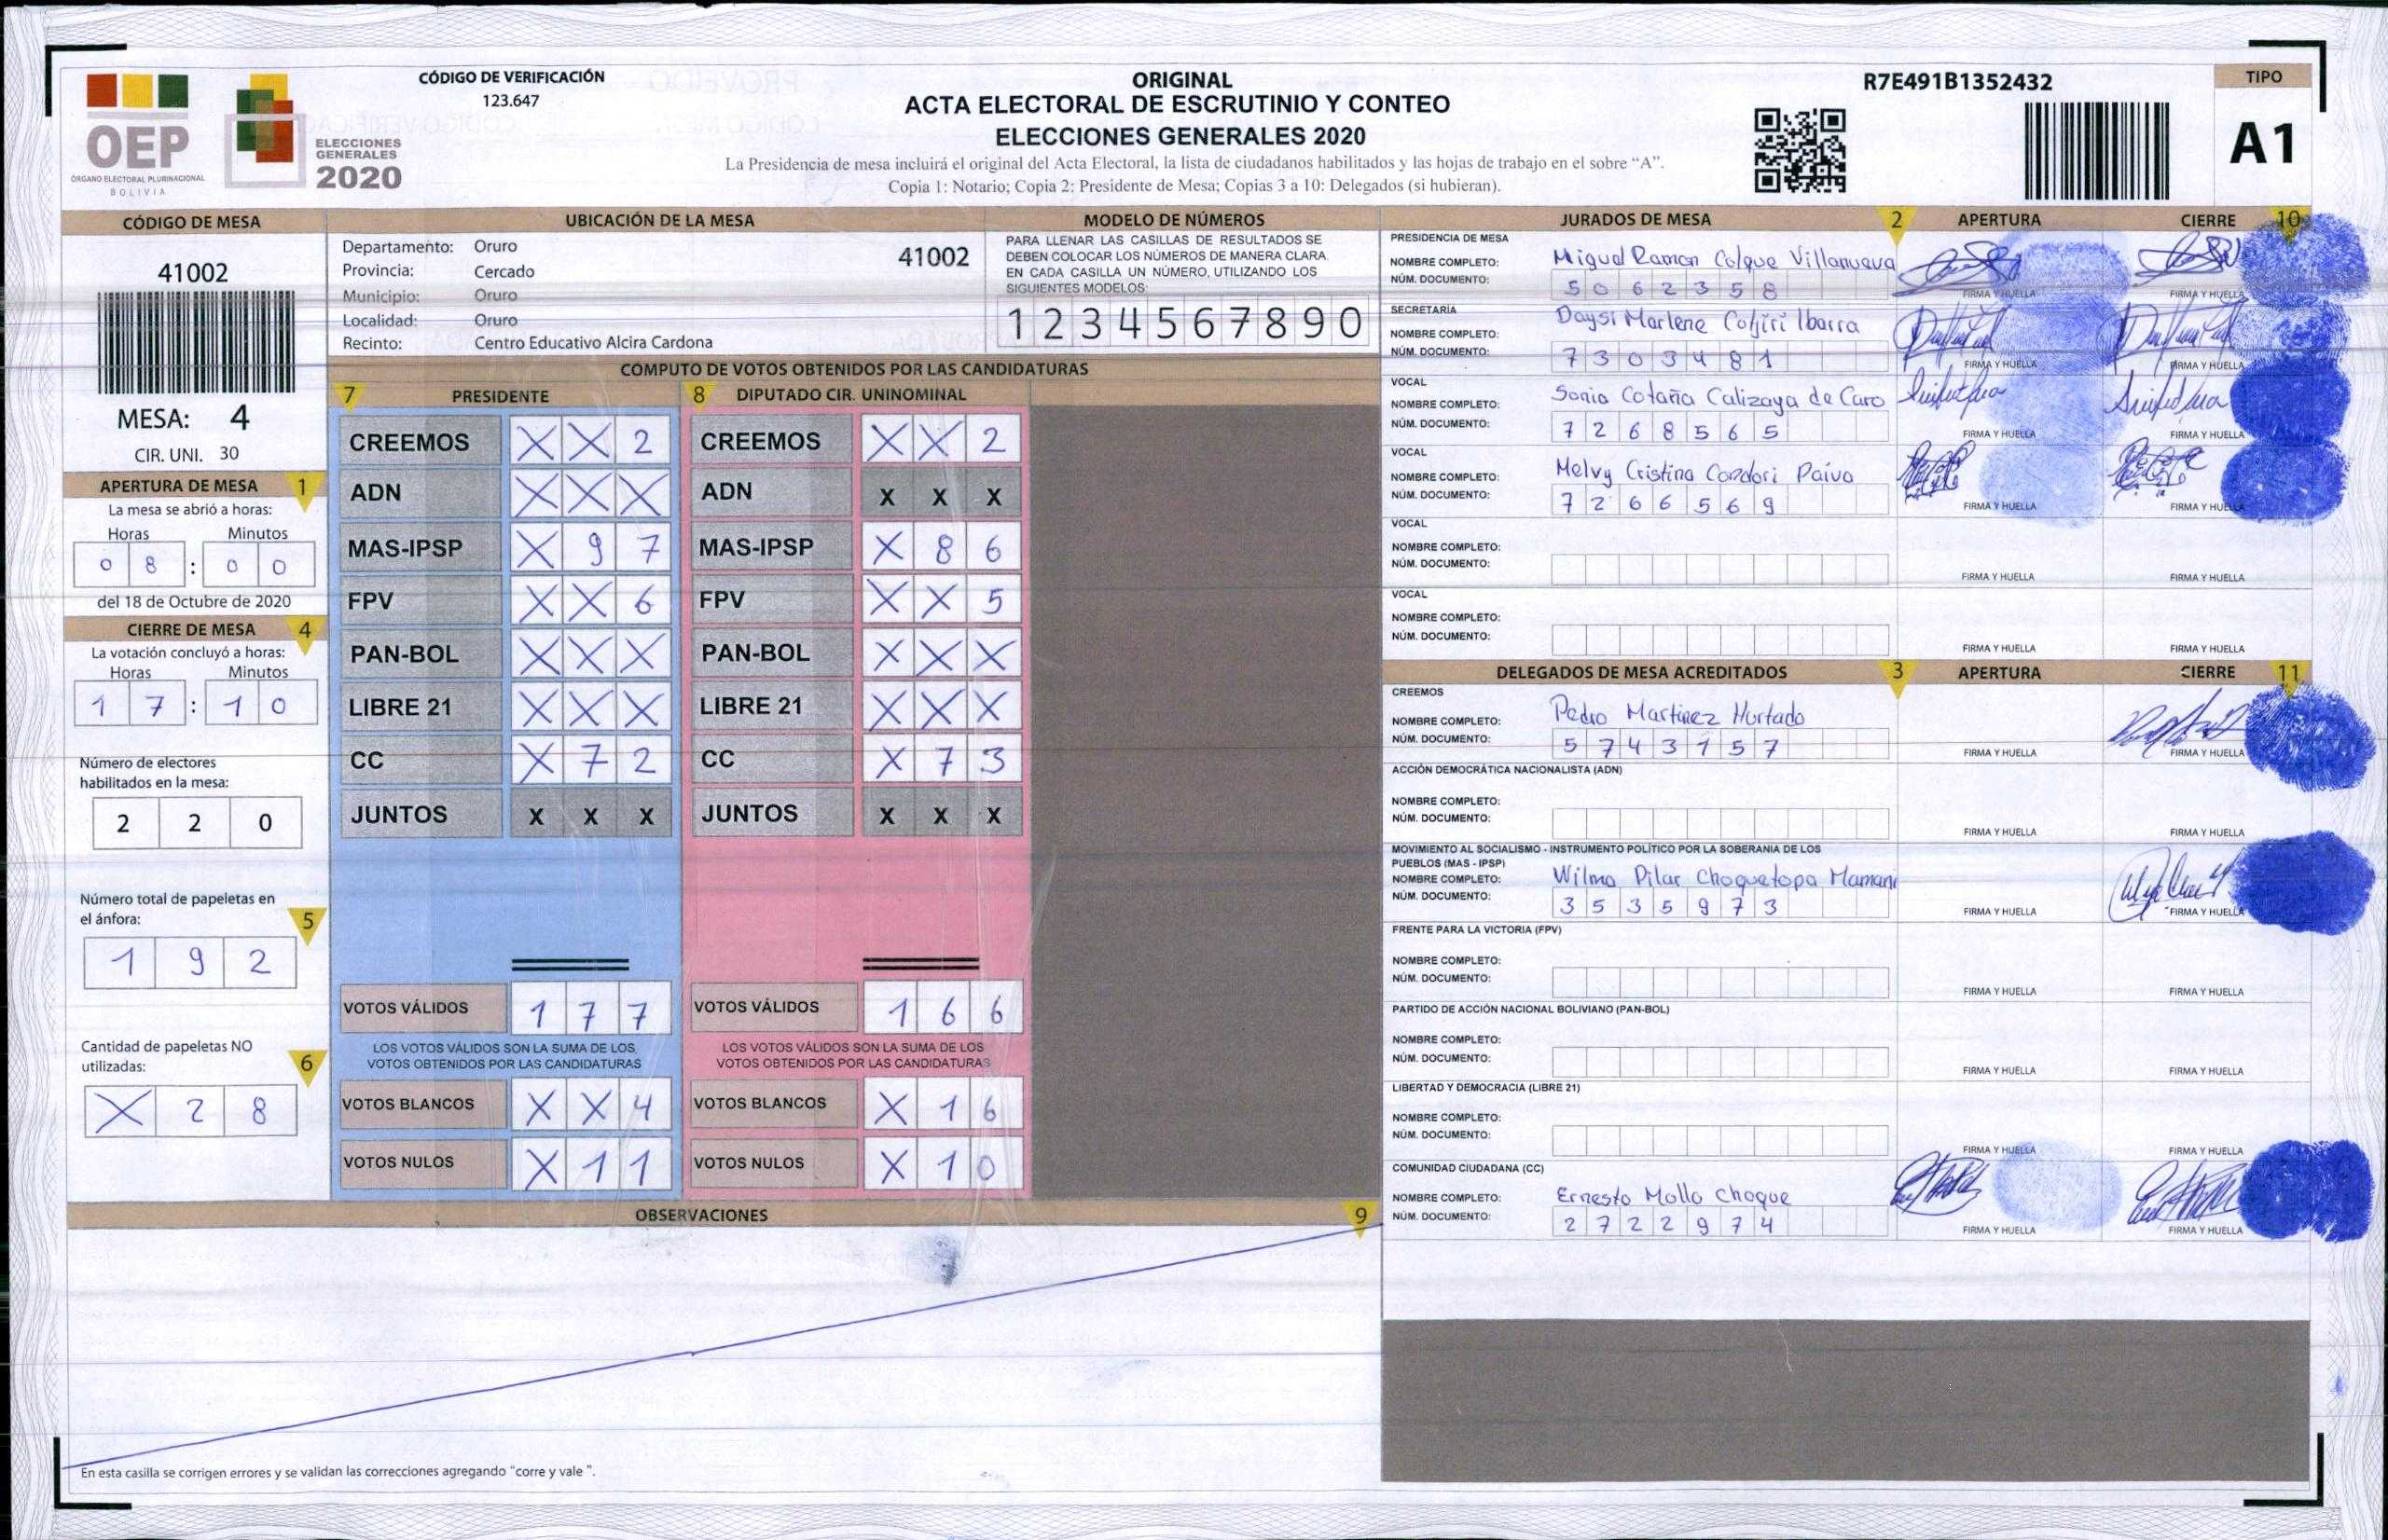 CÓDIGO DE VERIFICACIÓN
123.647
OEP
ÓRGANO ELECTORAL PLURINACIONAL
BOLIVIA
ELECCIONES
GENERALES
2020
ORIGINAL
ACTA ELECTORAL DE ESCRUTINIO Y CONTEO
ELECCIONES GENERALES 2020
La Presidencia de mesa incluirá el original del Acta Electoral, la lista de ciudadanos habilitados y las hojas de trabajo en el sobre “A”.
Copia 1: Notario; Copia 2: Presidente de Mesa; Copias 3 a 10: Delegados (si hubieran).
R7E491B1352432
TIPO
A1
CÓDIGO DE MESA
41002
MESA: 4
CIR. UNI. 30
APERTURA DE MESA 1
La mesa se abrió a horas:
Horas Minutos
0 8 : 0 0
del 18 de Octubre de 2020
CIERRE DE MESA 4
La votación concluyó a horas:
Horas Minutos
1 7 : 1 0
Número de electores
habilitados en la mesa:
2 2 0
Número total de papeletas en
el ánfora: 5
1 9 2
Cantidad de papeletas NO
utilizadas: 6
X 2 8
UBICACIÓN DE LA MESA
Departamento: Oruro 41002
Provincia: Cercado
Municipio: Oruro
Localidad: Oruro
Recinto: Centro Educativo Alcira Cardona
MODELO DE NÚMEROS
PARA LLENAR LAS CASILLAS DE RESULTADOS SE
DEBEN COLOCAR LOS NÚMEROS DE MANERA CLARA.
EN CADA CASILLA UN NÚMERO, UTILIZANDO LOS
SIGUIENTES MODELOS:
1 2 3 4 5 6 7 8 9 0
CÓMPUTO DE VOTOS OBTENIDOS POR LAS CANDIDATURAS
7 PRESIDENTE
CREEMOS X X 2
ADN X X X
MAS-IPSP X 9 7
FPV X X 6
PAN-BOL X X X
LIBRE 21 X X X
CC X 7 2
JUNTOS X X X
VOTOS VÁLIDOS 1 7 7
LOS VOTOS VÁLIDOS SON LA SUMA DE LOS
VOTOS OBTENIDOS POR LAS CANDIDATURAS
VOTOS BLANCOS X X 4
VOTOS NULOS X 1 1
8 DIPUTADO CIR. UNINOMINAL
CREEMOS X X 2
ADN X X X
MAS-IPSP X 8 6
FPV X X 5
PAN-BOL X X X
LIBRE 21 X X X
CC X 7 3
JUNTOS X X X
VOTOS VÁLIDOS 1 6 6
LOS VOTOS VÁLIDOS SON LA SUMA DE LOS
VOTOS OBTENIDOS POR LAS CANDIDATURAS
VOTOS BLANCOS X 1 6
VOTOS NULOS X 1 0
OBSERVACIONES 9
En esta casilla se corrigen errores y se validan las correcciones agregando "corre y vale ".
JURADOS DE MESA 2 APERTURA CIERRE 10
PRESIDENCIA DE MESA
NOMBRE COMPLETO: Miguel Ramon Colque Villanueva
NÚM. DOCUMENTO: 5 0 6 2 3 5 8
FIRMA Y HUELLA FIRMA Y HUELLA
SECRETARÍA
NOMBRE COMPLETO: Daysi Marlene Ibarra
NÚM. DOCUMENTO: 7 3 0 3 4 8 1
FIRMA Y HUELLA FIRMA Y HUELLA
VOCAL
NOMBRE COMPLETO: Sonia Cotaña Calizaya de Caro
NÚM. DOCUMENTO: 7 2 6 8 5 6 5
FIRMA Y HUELLA FIRMA Y HUELLA
VOCAL
NOMBRE COMPLETO: Melvy Cristina Condori Paiva
NÚM. DOCUMENTO: 7 2 6 6 5 6 9
FIRMA Y HUELLA FIRMA Y HUELLA
VOCAL
NOMBRE COMPLETO:
NÚM. DOCUMENTO:
FIRMA Y HUELLA FIRMA Y HUELLA
VOCAL
NOMBRE COMPLETO:
NÚM. DOCUMENTO:
FIRMA Y HUELLA FIRMA Y HUELLA
DELEGADOS DE MESA ACREDITADOS 3 APERTURA CIERRE 11
CREEMOS
NOMBRE COMPLETO: Pedro Martinez Hurtado
NÚM. DOCUMENTO: 5 7 4 3 1 5 7
FIRMA Y HUELLA FIRMA Y HUELLA
ACCIÓN DEMOCRÁTICA NACIONALISTA (ADN)
NOMBRE COMPLETO:
NÚM. DOCUMENTO:
FIRMA Y HUELLA FIRMA Y HUELLA
MOVIMIENTO AL SOCIALISMO - INSTRUMENTO POLÍTICO POR LA SOBERANIA DE LOS
PUEBLOS (MAS - IPSP)
NOMBRE COMPLETO: Wilma Pilar Choquetopa Mamani
NÚM. DOCUMENTO: 3 5 3 5 9 7 3
FIRMA Y HUELLA FIRMA Y HUELLA
FRENTE PARA LA VICTORIA (FPV)
NOMBRE COMPLETO:
NÚM. DOCUMENTO:
FIRMA Y HUELLA FIRMA Y HUELLA
PARTIDO DE ACCIÓN NACIONAL BOLIVIANO (PAN-BOL)
NOMBRE COMPLETO:
NÚM. DOCUMENTO:
FIRMA Y HUELLA FIRMA Y HUELLA
LIBERTAD Y DEMOCRACIA (LIBRE 21)
NOMBRE COMPLETO:
NÚM. DOCUMENTO:
FIRMA Y HUELLA FIRMA Y HUELLA
COMUNIDAD CIUDADANA (CC)
NOMBRE COMPLETO: Ernesto Mollo Choque
NÚM. DOCUMENTO: 2 7 2 2 9 7 4
FIRMA Y HUELLA FIRMA Y HUELLA